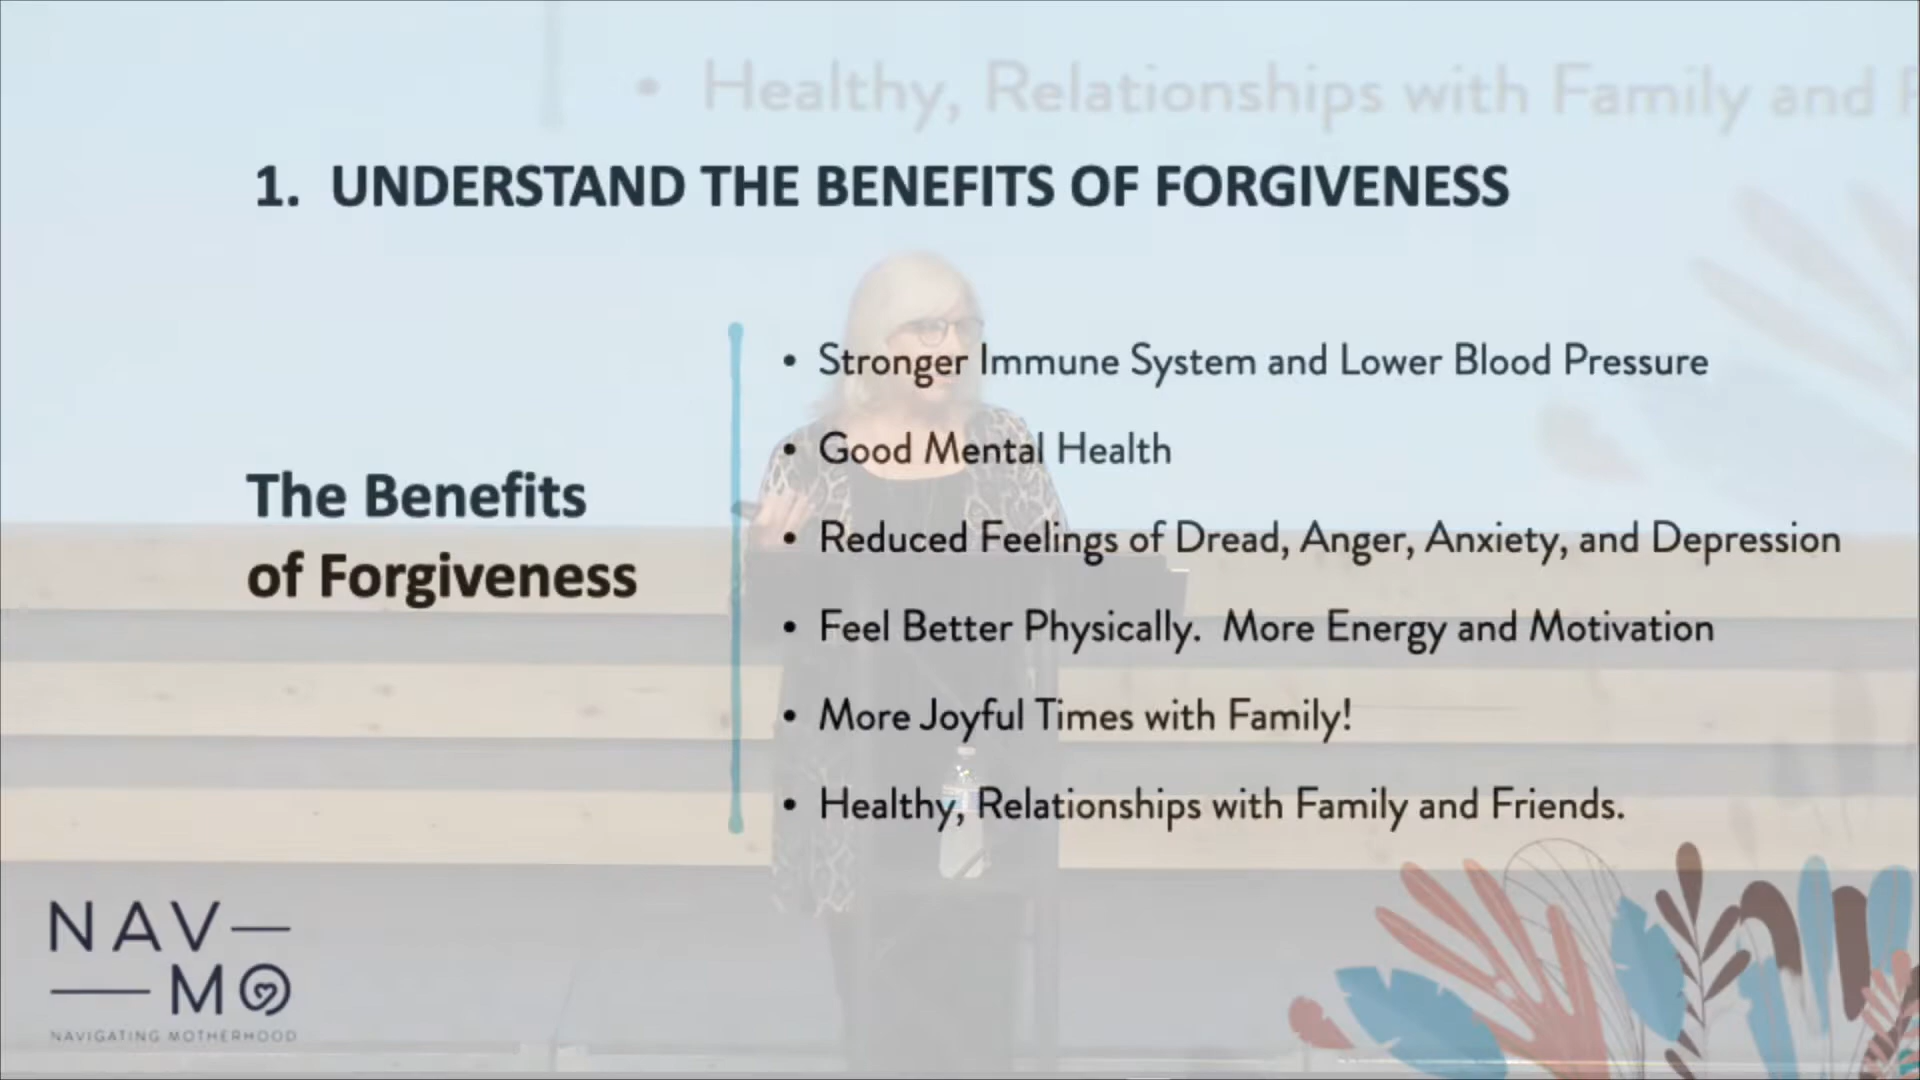 • Healthy, Relationships with Family and F
1. UNDERSTAND THE BENEFITS OF FORGIVENESS
The Benefits
of Forgiveness
• Stronger Immune System and Lower Blood Pressure
• Good Mental Health
• Reduced Feelings of Dread, Anger, Anxiety, and Depression
• Feel Better Physically. More Energy and Motivation
• More Joyful Times with Family!
• Healthy, Relationships with Family and Friends.
NAV
MO
NAVIGATING MOTHERHOOD